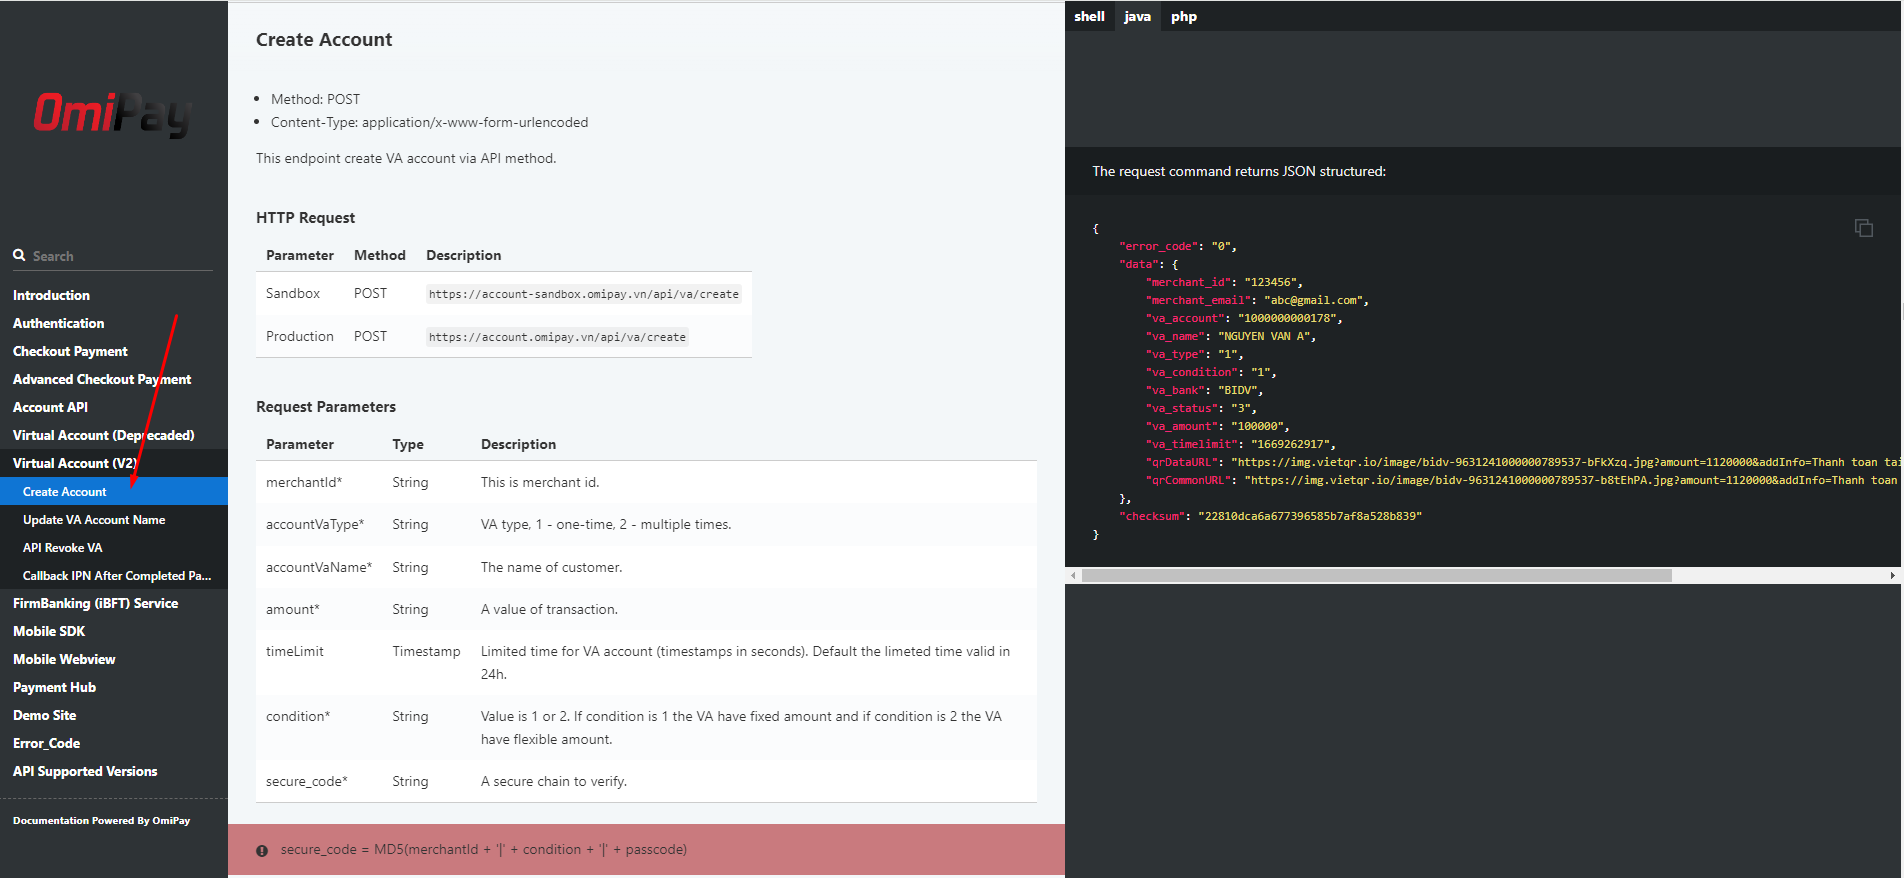 OmiPay
Search
Introduction
Authentication
Checkout Payment
Advanced Checkout Payment
Account API
Virtual Account (Deprecaded)
Virtual Account (V2)
Create Account
Update VA Account Name
API Revoke VA
Callback IPN After Completed Pa...
FirmBanking (iBFT) Service
Mobile SDK
Mobile Webview
Payment Hub
Demo Site
Error_Code
API Supported Versions
Documentation Powered By OmiPay
Create Account
Method: POST
Content-Type: application/x-www-form-urlencoded
This endpoint create VA account via API method.
HTTP Request
Parameter Method Description
Sandbox POST https://account-sandbox.omipay.vn/api/va/create
Production POST https://account.omipay.vn/api/va/create
Request Parameters
Parameter Type Description
merchantId* String This is merchant id.
accountVaType* String VA type, 1 - one-time, 2 - multiple times.
accountVaName* String The name of customer.
amount* String A value of transaction.
timeLimit Timestamp Limited time for VA account (timestamps in seconds). Default the limeted time valid in
24h.
condition* String Value is 1 or 2. If condition is 1 the VA have fixed amount and if condition is 2 the VA
have flexible amount.
secure_code* String A secure chain to verify.
secure_code = MD5(merchantId + '|' + condition + '|' + passcode)
shell java php
The request command returns JSON structured:
{
"error_code": "0",
"data": {
"merchant_id": "123456",
"merchant_email": "abc@gmail.com",
"va_account": "1000000000178",
"va_name": "NGUYEN VAN A",
"va_type": "1",
"va_condition": "1",
"va_bank": "BIDV",
"va_status": "3",
"va_amount": "100000",
"va_timelimit": "1669262917",
"qrDataURL": "https://img.vietqr.io/image/bidv-9631241000000789537-bFkXzq.jpg?amount=1120000&addInfo=Thanh toan tai
"qrCommonURL": "https://img.vietqr.io/image/bidv-9631241000000789537-b8tEhPA.jpg?amount=1120000&addInfo=Thanh toan
},
"checksum": "22810dca6a677396585b7af8a528b839"
}